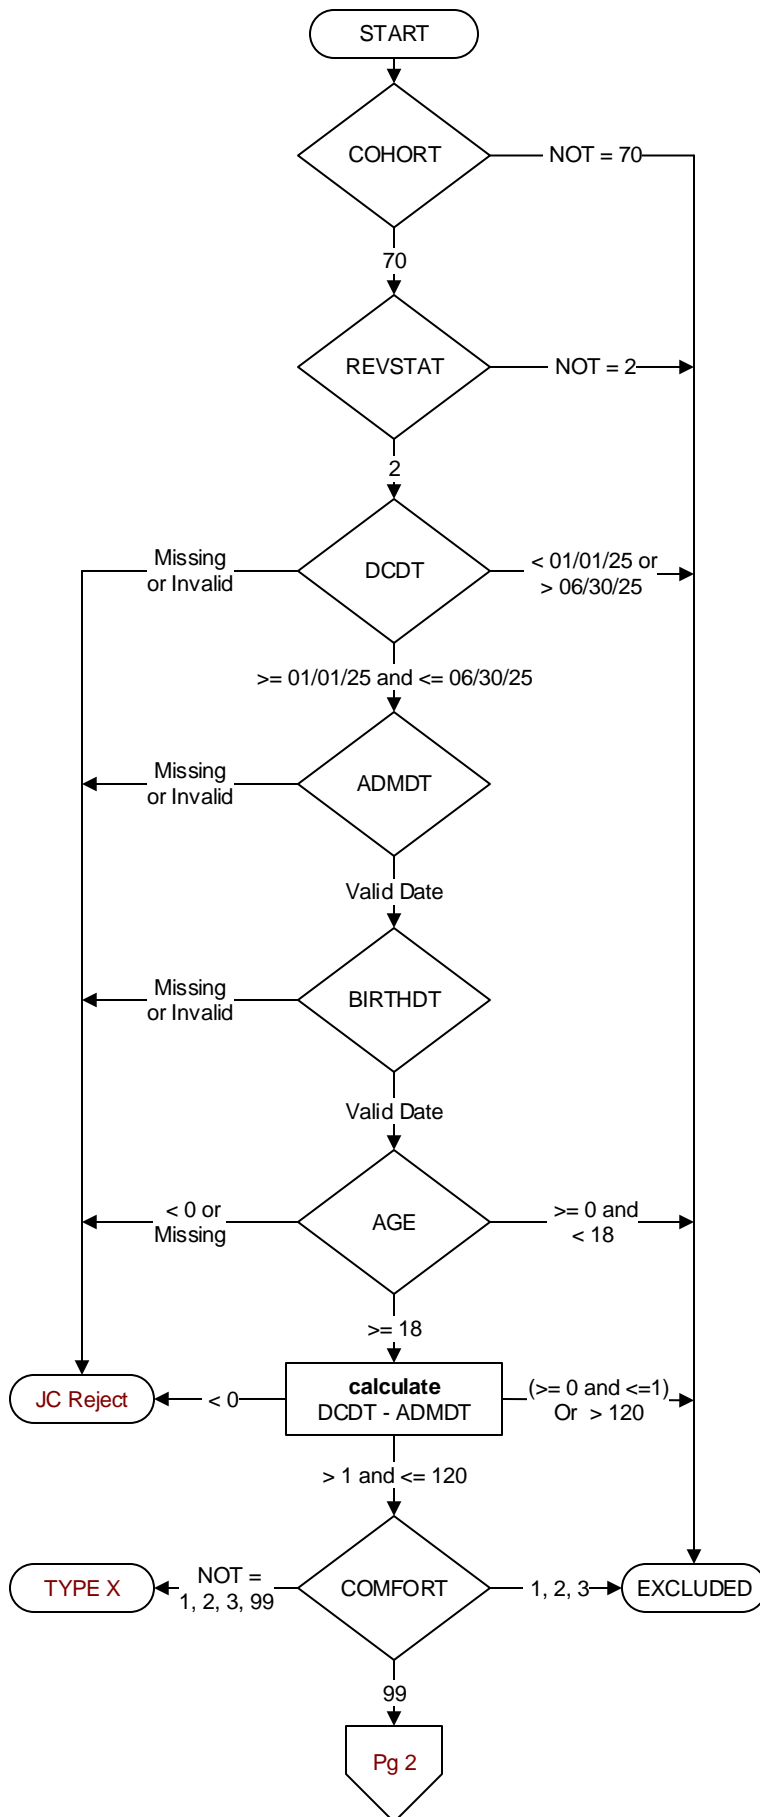 START
COHORT
NOT = 70
70
REVSTAT
NOT = 2
2
Missing
or Invalid
DCDT
< 01/01/25 or
> 06/30/25
>= 01/01/25 and <= 06/30/25
Missing
or Invalid
ADMDT
Valid Date
Missing
or Invalid
BIRTHDT
Valid Date
< 0 or
Missing
AGE
>= 0 and
< 18
>= 18
JC Reject
< 0
calculate
DCDT - ADMDT
(>= 0 and <=1)
Or > 120
> 1 and <= 120
TYPE X
NOT =
1, 2, 3, 99
COMFORT
1, 2, 3
EXCLUDED
99
Pg 2